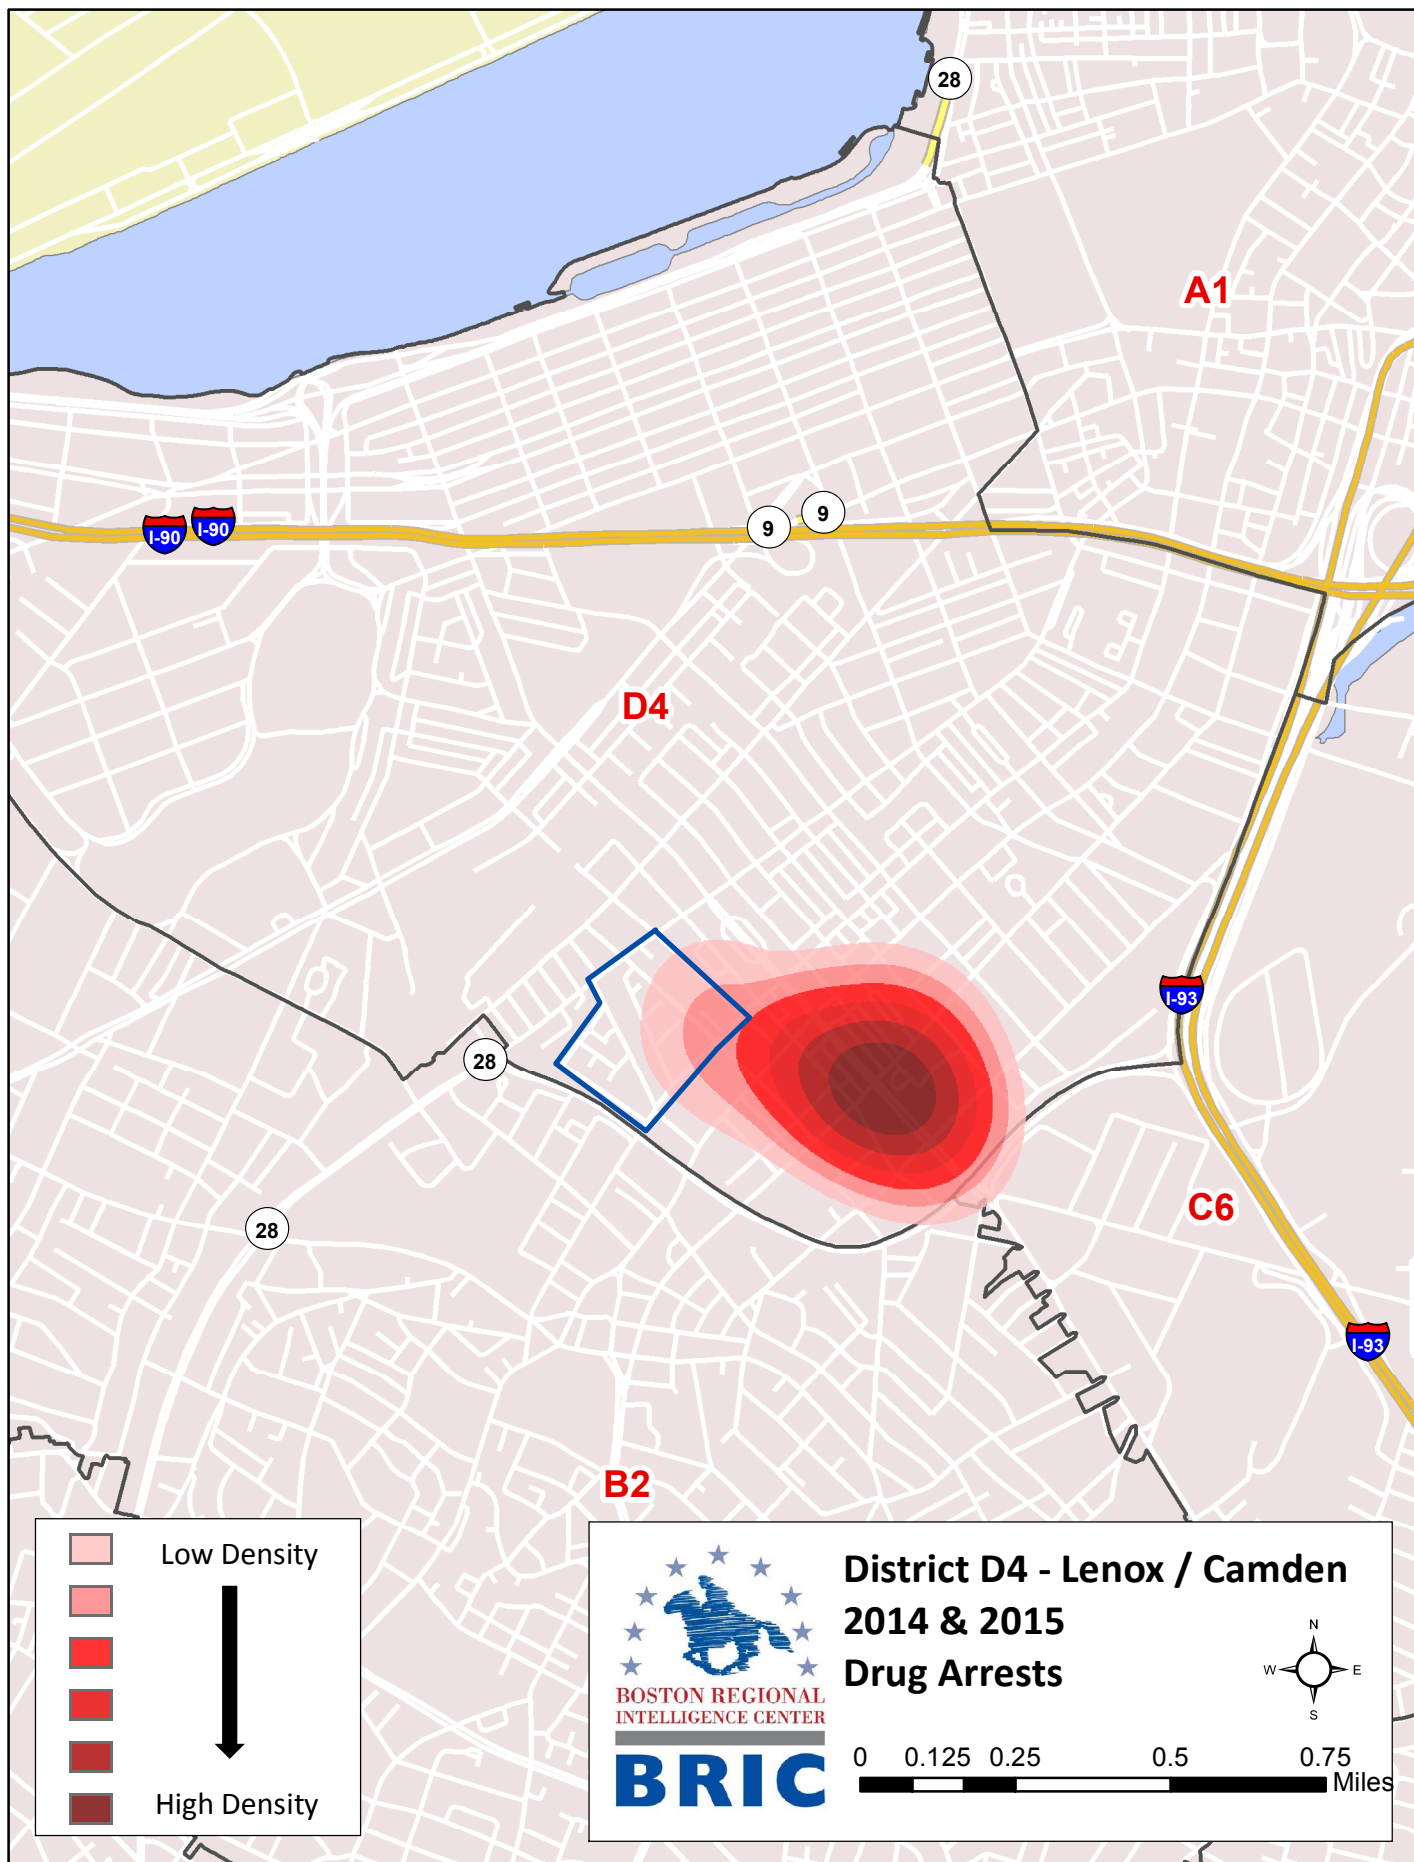 28
A1
I-90
I-90
9
9
D4
I-93
28
28
C6
I-93
B2
Low Density
High Density
BOSTON REGIONAL
INTELLIGENCE CENTER
BRIC
District D4 - Lenox / Camden
2014 & 2015
Drug Arrests
N
W E
S
0 0.125 0.25 0.5 0.75
Miles